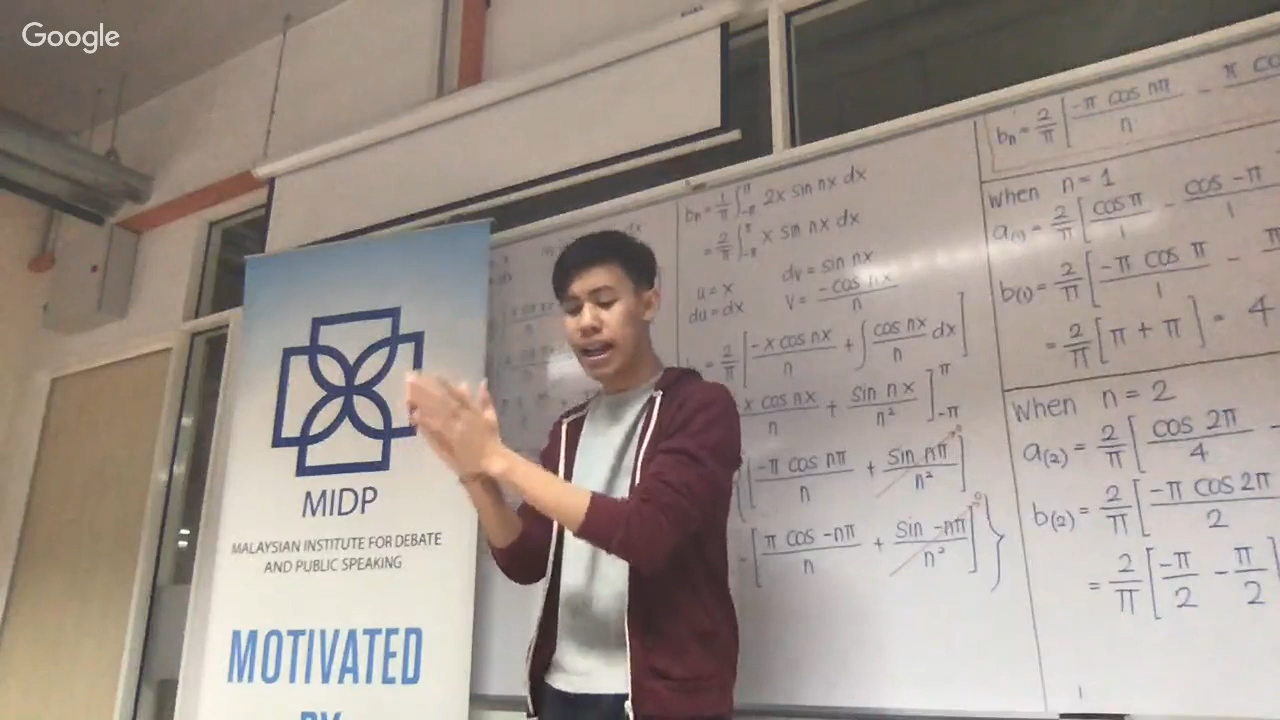 Google
MIDP
MALAYSIAN INSTITUTE FOR DEBATE
AND PUBLIC SPEAKING
MOTIVATED
BY
bn = 1/π ∫_{-π}^{π} 2x sin nx dx
= 2/π ∫_{-π}^{π} x sin nx dx
u = x dv = sin nx
du = dx v = -cos nx / n
= 2/π [ -x cos nx / n + ∫ cos nx / n dx ]
x cos nx / n + Sin nx / n² ]_{-π}^{π}
[ -π cos nπ / n + Sin nπ / n² ]
- [ π cos -nπ / n + Sin -nπ / n² ] }
bn = 2/π [ -π cos nπ / n - π co
when n = 1
a(1) = 2/π [ cos π / 1 - cos -π / 1
b(1) = 2/π [ -π cos π / 1 - π
= 2/π [ π + π ] = 4
When n = 2
a(2) = 2/π [ cos 2π / 4 -
b(2) = 2/π [ -π cos 2π / 2
= 2/π [ -π/2 - π/2 ]